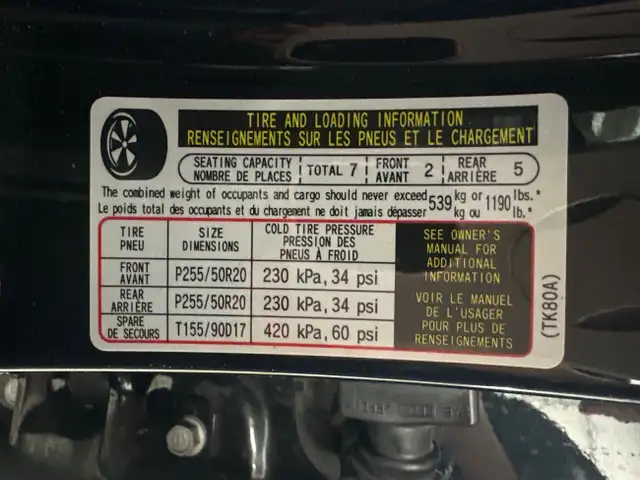 TIRE AND LOADING INFORMATION
RENSEIGNEMENTS SUR LES PNEUS ET LE CHARGEMENT
SEATING CAPACITY
NOMBRE DE PLACES
TOTAL 7
FRONT
AVANT
2
REAR
ARRIÈRE
5
The combined weight of occupants and cargo should never exceed 539 kg or 1190 lbs.*
Le poids total des occupants et du chargement ne doit jamais dépasser kg ou lb.*
TIRE
PNEU
SIZE
DIMENSIONS
COLD TIRE PRESSURE
PRESSION DES
PNEUS À FROID
FRONT
AVANT
P255/50R20
230 kPa, 34 psi
REAR
ARRIÈRE
P255/50R20
230 kPa, 34 psi
SPARE
DE SECOURS
T155/90D17
420 kPa, 60 psi
SEE OWNER'S
MANUAL FOR
ADDITIONAL
INFORMATION
VOIR LE MANUEL
DE L'USAGER
POUR PLUS DE
RENSEIGNEMENTS
(TK80A)